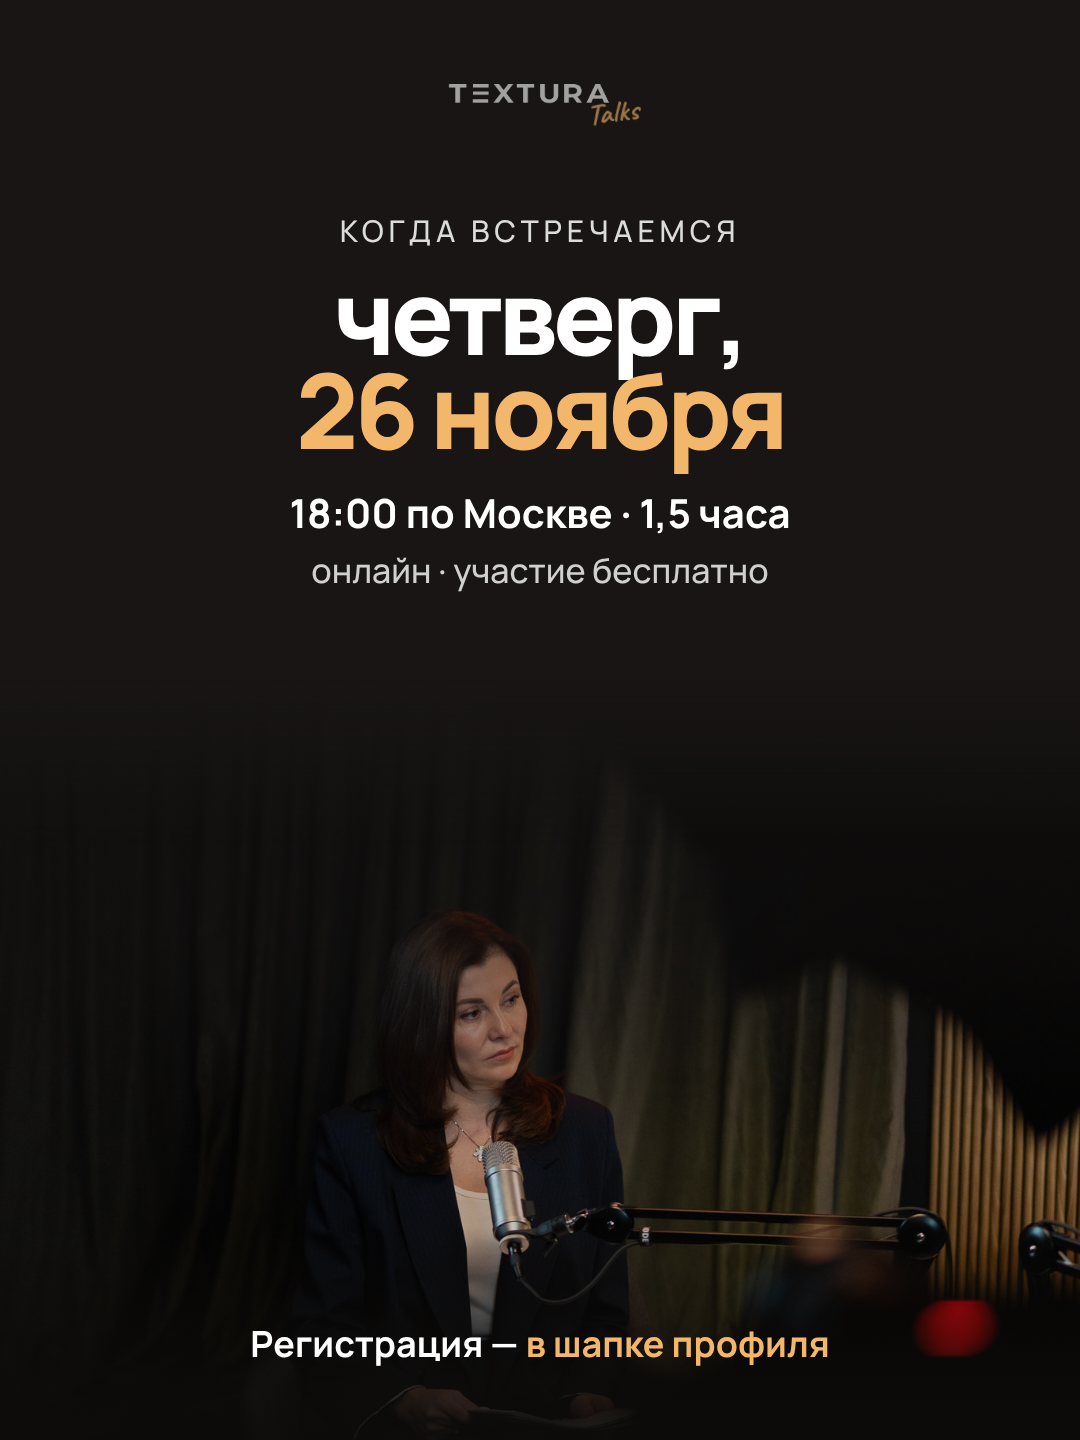 TEXTURA
Talks
КОГДА ВСТРЕЧАЕМСЯ
четверг,
26 ноября
18:00 по Москве · 1,5 часа
онлайн · участие бесплатно
Регистрация — в шапке профиля